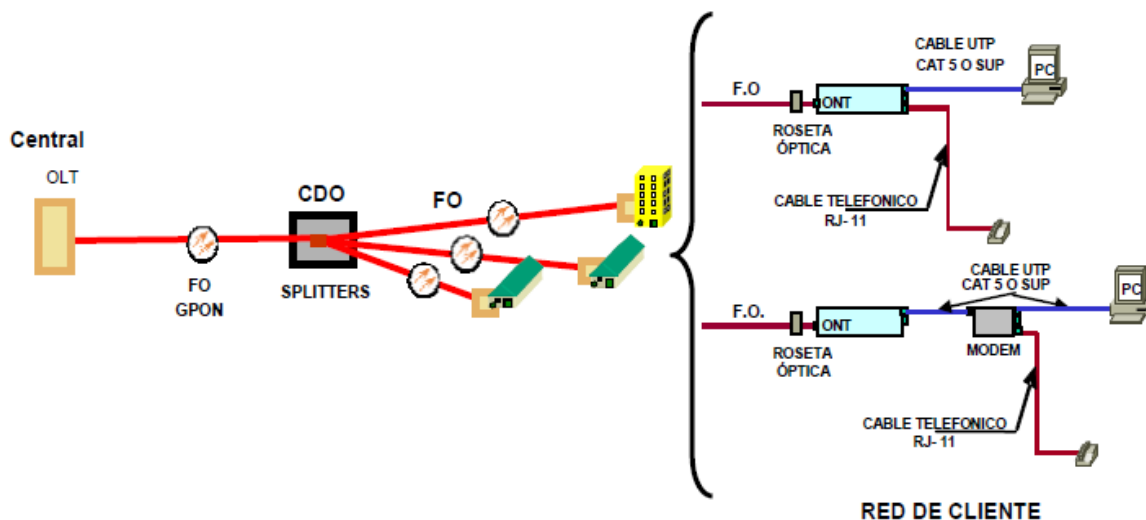 Central
OLT
FO
GPON
CDO
SPLITTERS
FO
CABLE UTP
CAT 5 O SUP
PC
F.O
ONT
ROSETA
ÓPTICA
CABLE TELEFONICO
RJ- 11
CABLE UTP
CAT 5 O SUP
PC
F.O.
ONT
MODEM
ROSETA
ÓPTICA
CABLE TELEFONICO
RJ- 11
RED DE CLIENTE